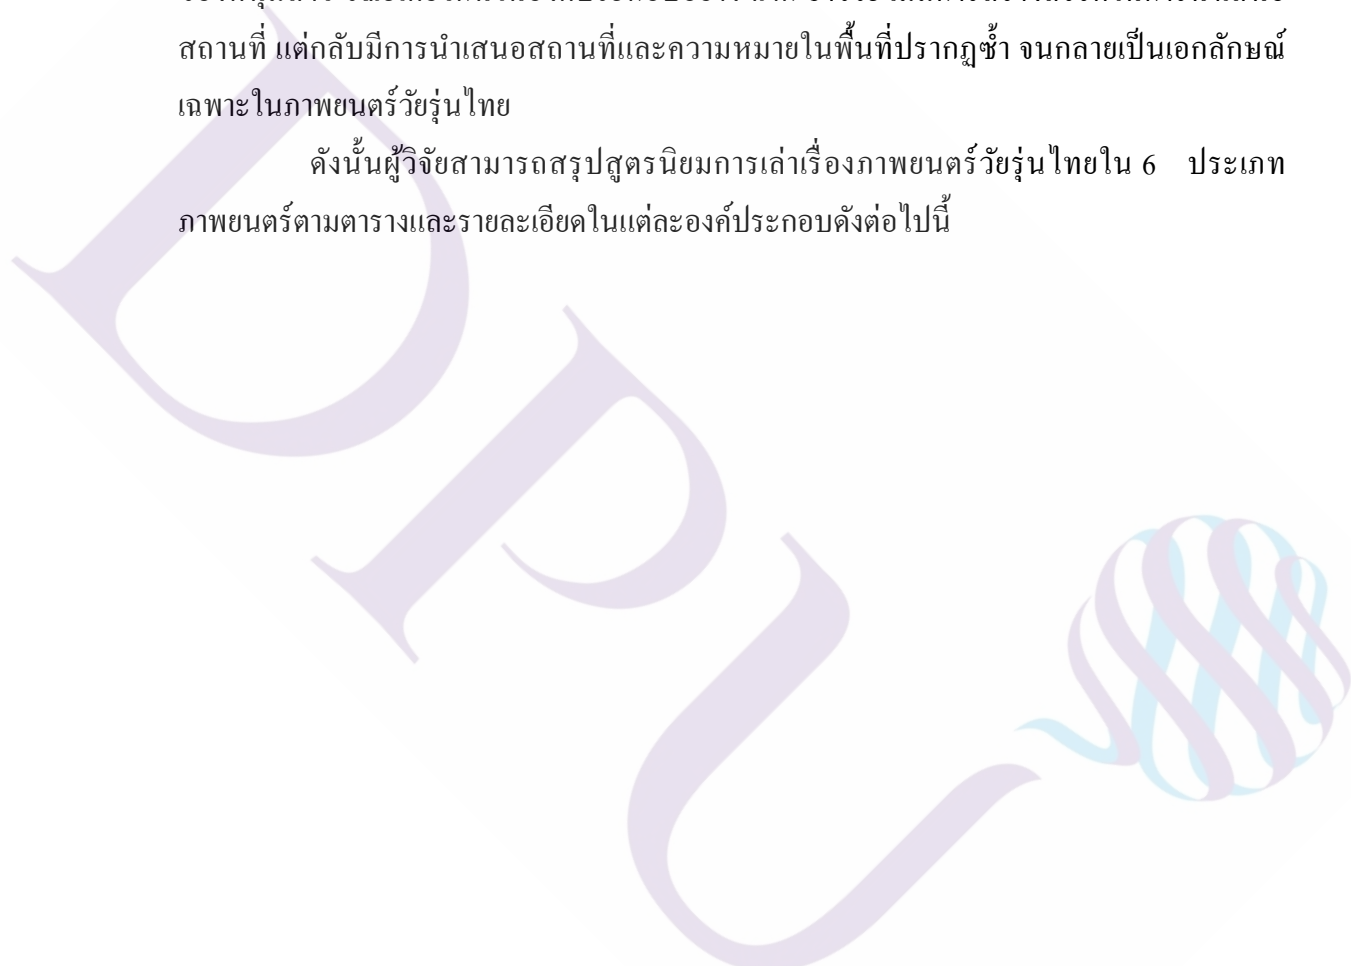 สถานที่ แต่กลับมีการนำเสนอสถานที่และความหมายในพื้นที่ปรากฏซ้ำ จนกลายเป็นเอกลักษณ์
เฉพาะในภาพยนตร์วัยรุ่นไทย
ดังนั้นผู้วิจัยสามารถสรุปสูตรนิยมการเล่าเรื่องภาพยนตร์วัยรุ่นไทยใน 6 ประเภท
ภาพยนตร์ตามตารางและรายละเอียดในแต่ละองค์ประกอบดังต่อไปนี้
DPU